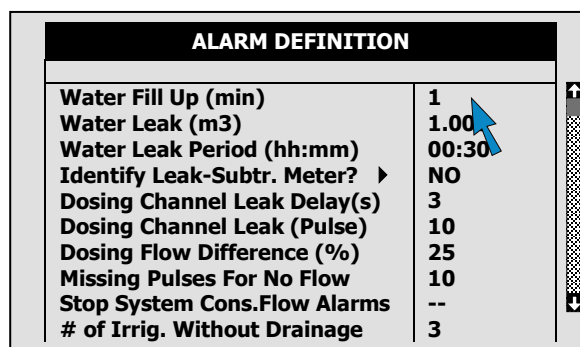 ALARM DEFINITION
Water Fill Up (min) 1
Water Leak (m3) 1.00
Water Leak Period (hh:mm) 00:30
Identify Leak-Subtr. Meter? ▶ NO
Dosing Channel Leak Delay(s) 3
Dosing Channel Leak (Pulse) 10
Dosing Flow Difference (%) 25
Missing Pulses For No Flow 10
Stop System Cons.Flow Alarms --
# of Irrig. Without Drainage 3